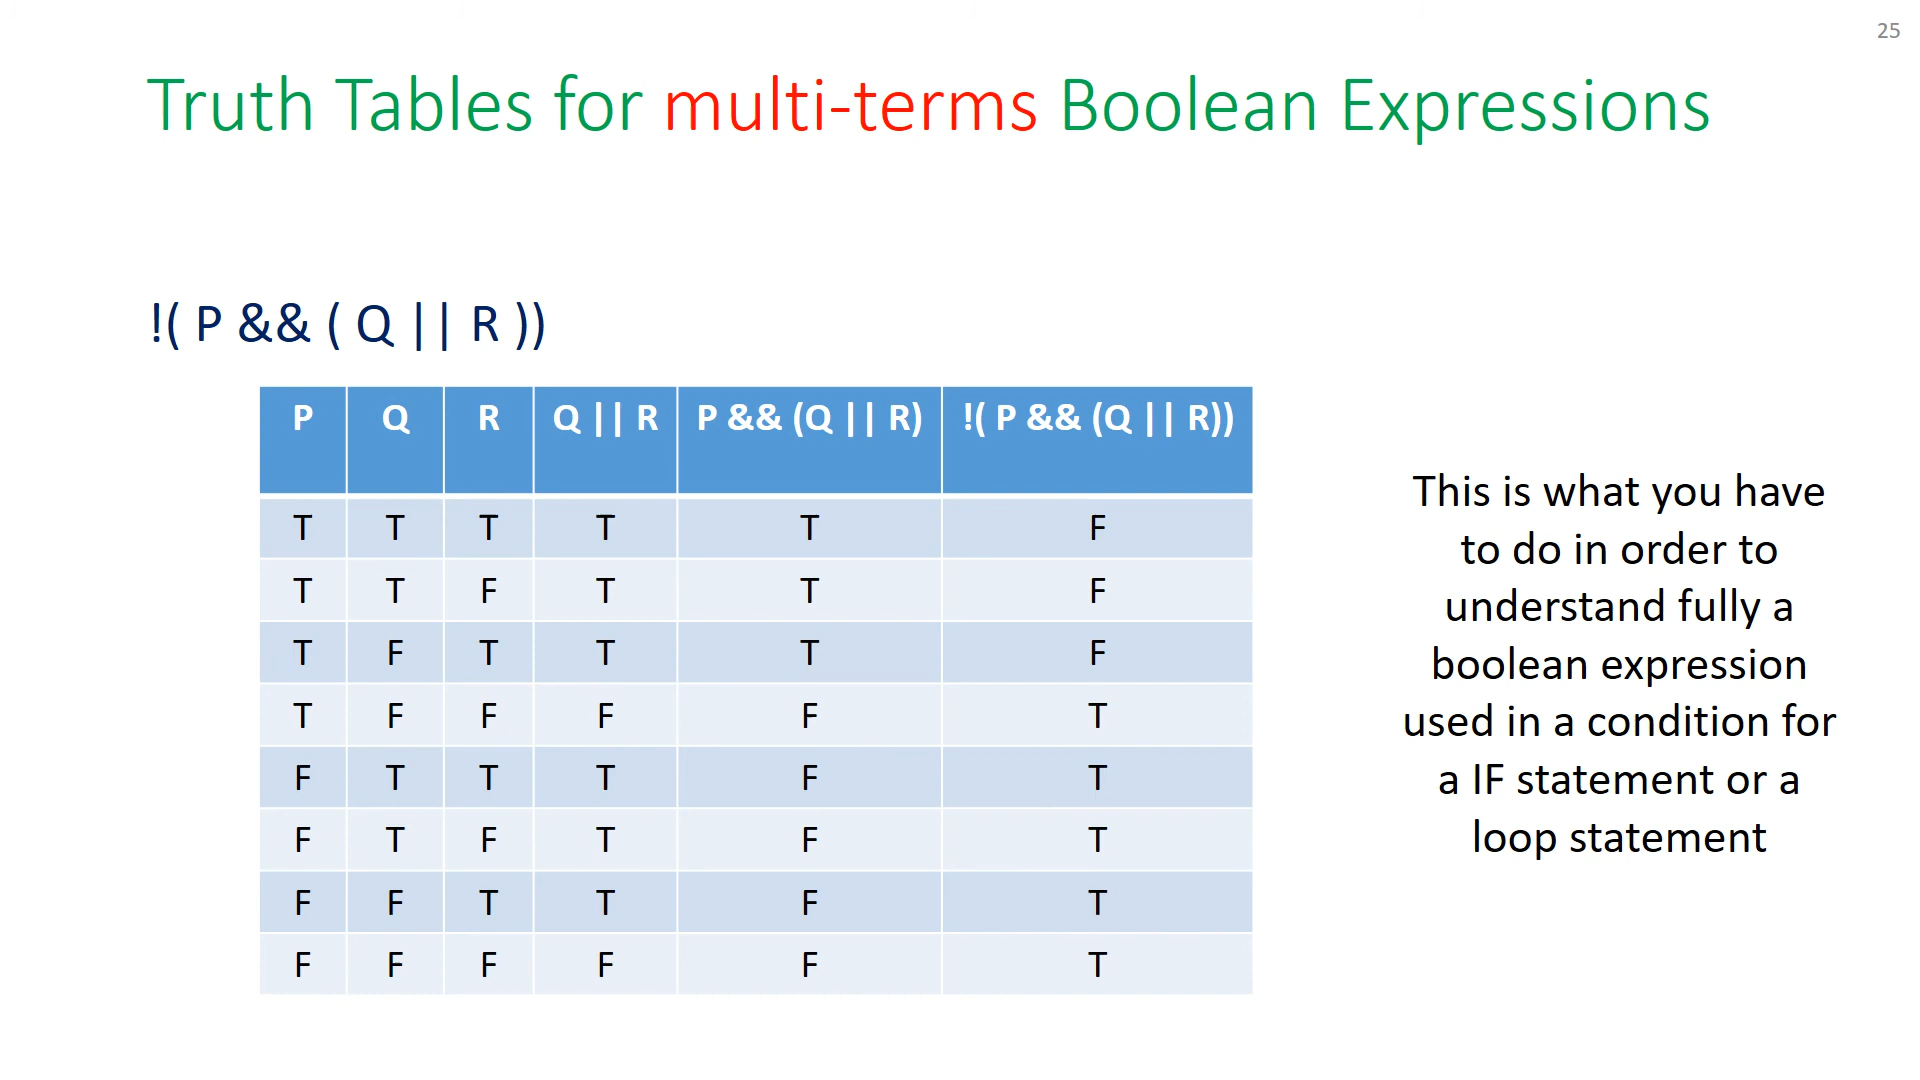 25
Truth Tables for multi-terms Boolean Expressions
!( P && ( Q || R ))
P Q R Q || R P && (Q || R) !( P && (Q || R))
T T T T T F
T T F T T F
T F T T T F
T F F F F T
F T T T F T
F T F T F T
F F T T F T
F F F F F T
This is what you have
to do in order to
understand fully a
boolean expression
used in a condition for
a IF statement or a
loop statement